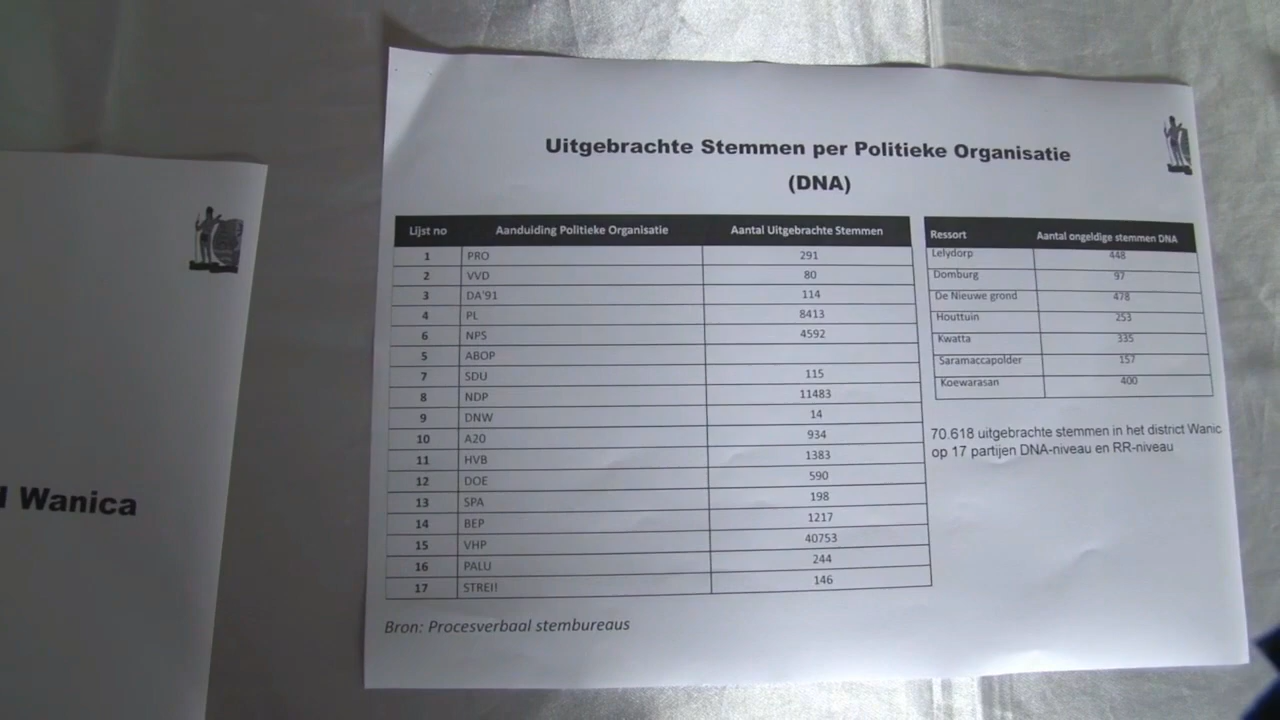 Wanica
Uitgebrachte Stemmen per Politieke Organisatie
(DNA)
Lijst no Aanduiding Politieke Organisatie Aantal Uitgebrachte Stemmen
1 PRO 291
2 VVD 80
3 DA'91 114
4 PL 8413
6 NPS 4592
5 ABOP
7 SDU 115
8 NDP 11483
9 DNW 14
10 A20 934
11 HVB 1383
12 DOE 590
13 SPA 198
14 BEP 1217
15 VHP 40753
16 PALU 244
17 STREI! 146
Bron: Procesverbaal stembureaus
Ressort Aantal ongeldige stemmen DNA
Lelydorp 448
Domburg 97
De Nieuwe grond 478
Houttuin 253
Kwatta 335
Saramaccapolder 157
Koewarasan 400
70.618 uitgebrachte stemmen in het district Wanic
op 17 partijen DNA-niveau en RR-niveau